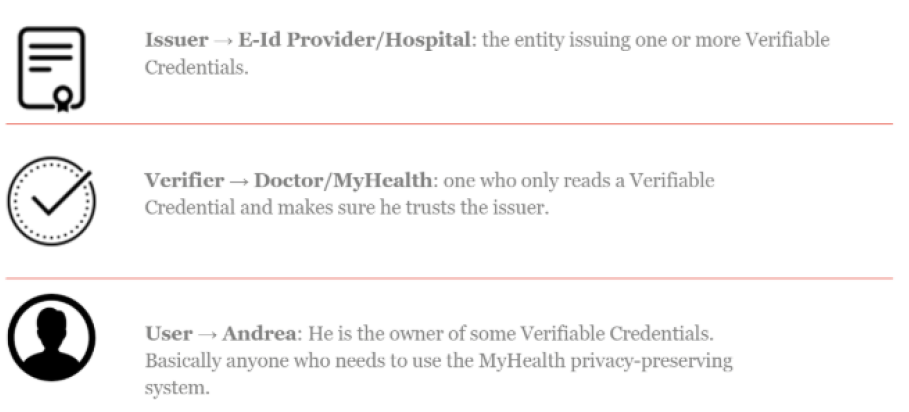 Issuer → E-Id Provider/Hospital: the entity issuing one or more Verifiable
Credentials.
Verifier → Doctor/MyHealth: one who only reads a Verifiable
Credential and makes sure he trusts the issuer.
User → Andrea: He is the owner of some Verifiable Credentials.
Basically anyone who needs to use the MyHealth privacy-preserving
system.